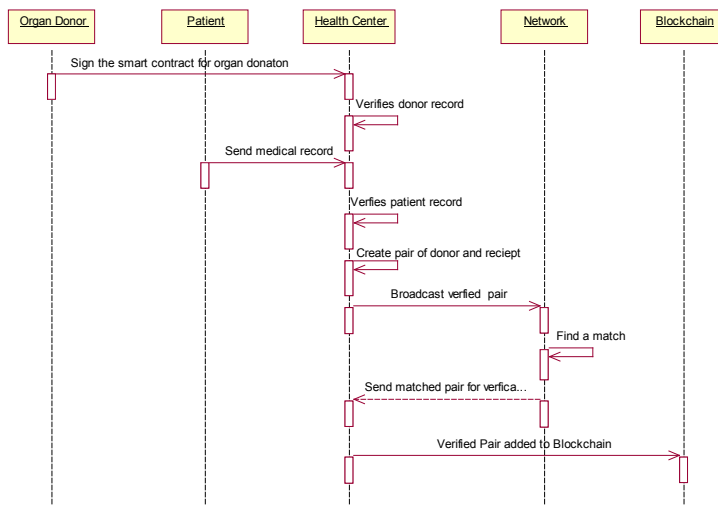 Organ Donor
Patient
Health Center
Network
Blockchain
Sign the smart contract for organ donaton
Verifies donor record
Send medical record
Verfies patient record
Create pair of donor and reciept
Broadcast verfied pair
Find a match
Send matched pair for verfica...
Verified Pair added to Blockchain